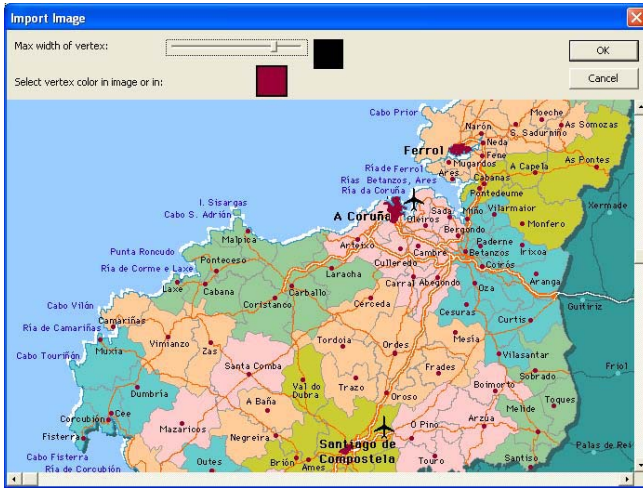 Import Image
Max width of vertex:
OK
Select vertex color in image or in:
Cancel
Cabo Prior
Moeche
As Somozas
Narón
S. Sadurniño
Ferrol
Neda
Fene
Mugardos
As Pontes
Ría de Ferrol
Ares
A Capela
Cabanas
Rías Betanzos, Ares
Pontedeume
Ría da Coruña
I. Sisargas
Cabo S. Adrián
A Coruña
Sada
Oleiros
Miño
Vilarmaior
Xermade
Monfero
Bergondo
Malpica
Arteixo
Paderne
Punta Roncudo
Cambre
Betanzos
Irixoa
Ponteceso
Culleredo
Coirós
Ría de Corme e Laxe
Laracha
Carral
Abegondo
Aranga
Laxe
Cabana
Carballo
Oza
Cabo Vilán
Coristanco
Cerceda
Cesuras
Guitiriz
Camariñas
Curtis
Ría de Camariñas
Vimianzo
Tordoia
Mesía
Muxia
Zas
Ordes
Vilasantar
Cabo Touriñán
Santa Comba
Frades
Friol
Dumbría
Val do
Dubra
Trazo
Boimorto
Sobrado
A Baña
Oroso
Toques
Corcubión
Cee
Melide
Mazaricos
O Pino
Arzúa
Fisterra
Negreira
Santiago de
Compostela
Palas de Rei
Cabo Fisterra
Outes
Brión
Ames
Touro
Santiso
Ría de Corcubión